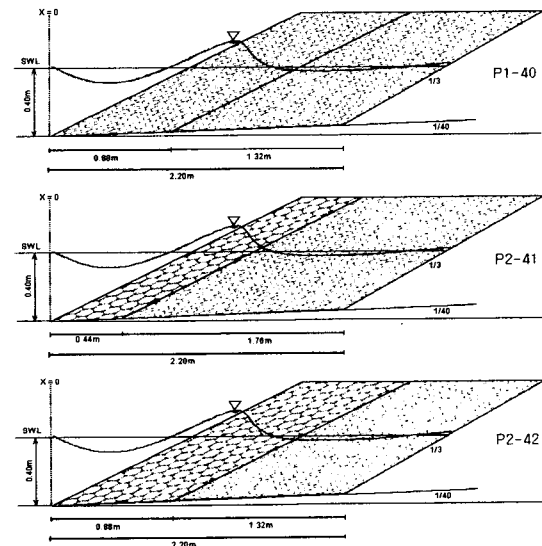 X = 0
SWL
0.40m
P1-40
1/3
1/40
0.88m
1.32m
2.20m
X = 0
SWL
0.40m
P2-41
1/3
1/40
0.44m
1.76m
2.20m
X = 0
SWL
0.40m
P2-42
1/3
1/40
0.88m
1.32m
2.20m